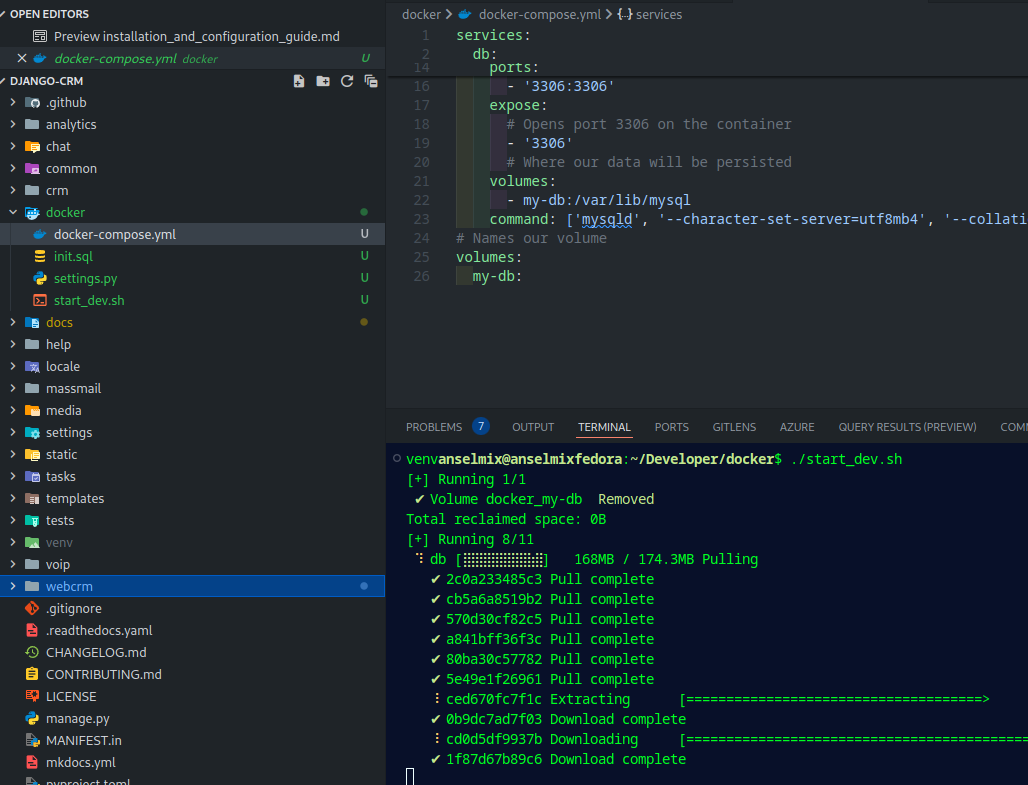 OPEN EDITORS
Preview installation_and_configuration_guide.md
docker-compose.yml docker U
DJANGO-CRM
.github
analytics
chat
common
crm
docker
docker-compose.yml U
init.sql U
settings.py U
start_dev.sh U
docs
help
locale
massmail
media
settings
static
tasks
templates
tests
venv
voip
webcrm
.gitignore
.readthedocs.yaml
CHANGELOG.md
CONTRIBUTING.md
LICENSE
manage.py
MANIFEST.in
mkdocs.yml
pyproject.toml
docker > docker-compose.yml > {} services
1 services:
2 db:
14 ports:
16 - '3306:3306'
17 expose:
18 # Opens port 3306 on the container
19 - '3306'
20 # Where our data will be persisted
21 volumes:
22 - my-db:/var/lib/mysql
23 command: ['mysqld', '--character-set-server=utf8mb4', '--collati
24 # Names our volume
25 volumes:
26 my-db:
PROBLEMS 7 OUTPUT TERMINAL PORTS GITLENS AZURE QUERY RESULTS (PREVIEW) COM
venvanselmix@anselmixfedora:~/Developer/docker$ ./start_dev.sh
[+] Running 1/1
✔ Volume docker_my-db Removed
Total reclaimed space: 0B
[+] Running 8/11
db [⣿⣿⣿⣿⣿⣿⣿⣿⣿⣿] 168MB / 174.3MB Pulling
✔ 2c0a233485c3 Pull complete
✔ cb5a6a8519b2 Pull complete
✔ 570d30cf82c5 Pull complete
✔ a841bff36f3c Pull complete
✔ 80ba30c57782 Pull complete
✔ 5e49e1f26961 Pull complete
ced670fc7f1c Extracting [=====================================>
✔ 0b9dc7ad7f03 Download complete
cd0d5df9937b Downloading [===========================================
✔ 1f87d67b89c6 Download complete